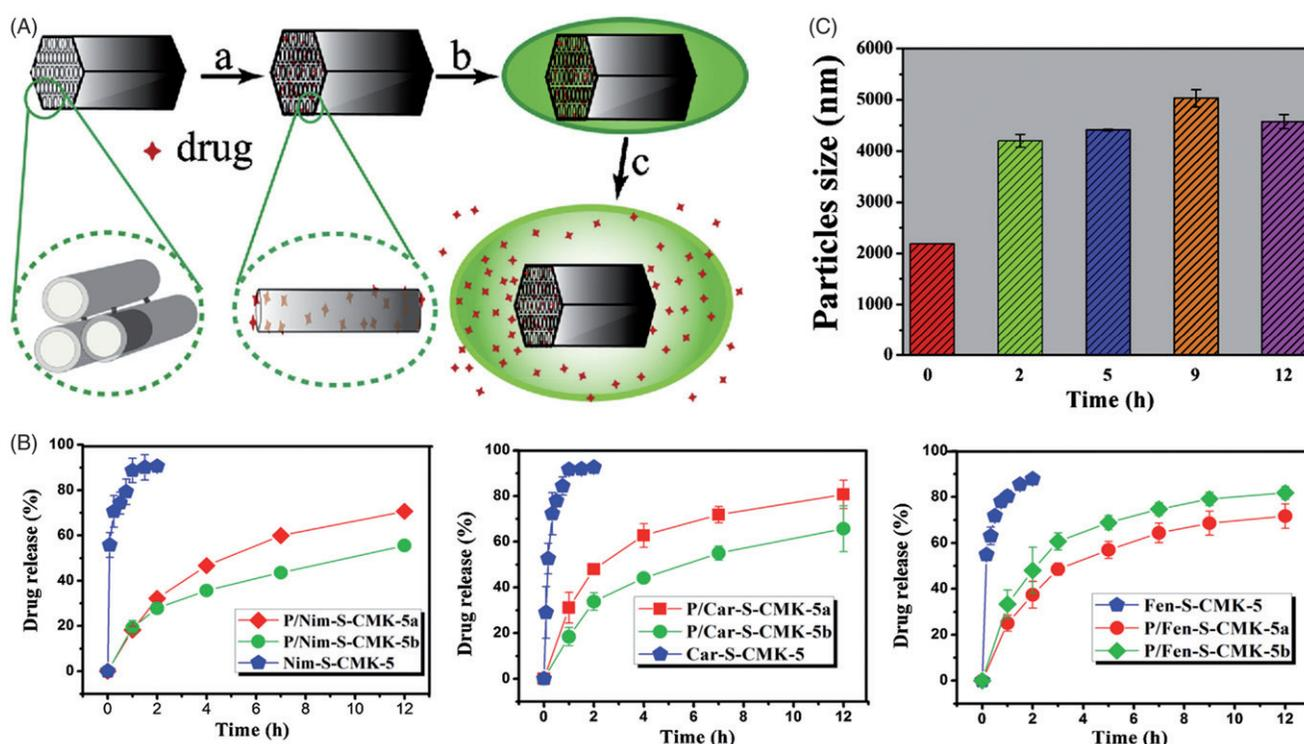 (A)
a
b
drug
c
(C)
Particles size (nm)
6000
5000
4000
3000
2000
1000
0
0 2 5 9 12
Time (h)
(B)
Drug release (%)
100
80
60
40
20
0
P/Nim-S-CMK-5a
P/Nim-S-CMK-5b
Nim-S-CMK-5
0 2 4 6 8 10 12
Time (h)
Drug release (%)
100
80
60
40
20
0
P/Car-S-CMK-5a
P/Car-S-CMK-5b
Car-S-CMK-5
0 2 4 6 8 10 12
Time (h)
Drug release (%)
100
80
60
40
20
0
Fen-S-CMK-5
P/Fen-S-CMK-5a
P/Fen-S-CMK-5b
0 2 4 6 8 10 12
Time (h)